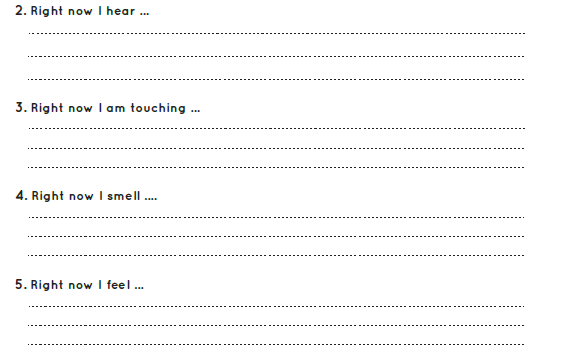 2. Right now I hear ...
3. Right now I am touching ...
4. Right now I smell ....
5. Right now I feel ...